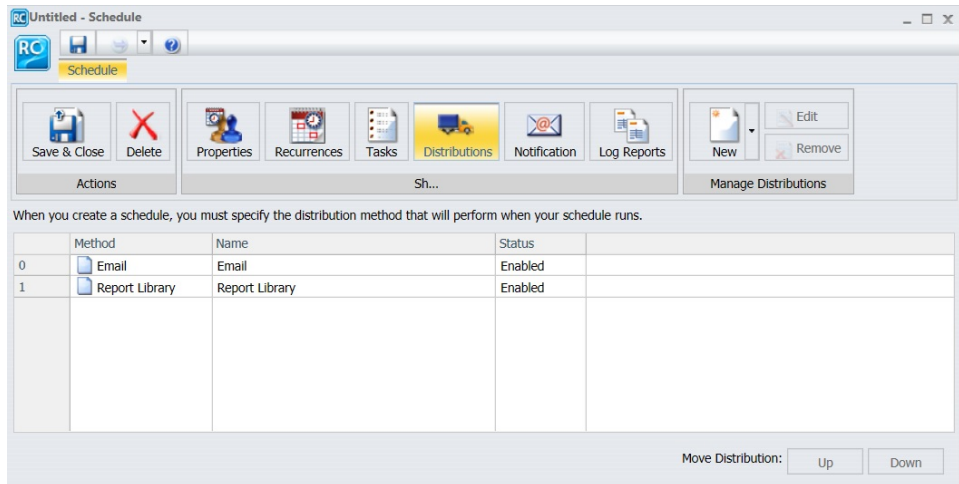 RC Untitled - Schedule
RC
Schedule
Save & Close Delete Properties Recurrences Tasks Distributions Notification Log Reports New Edit
Remove
Actions Sh... Manage Distributions
When you create a schedule, you must specify the distribution method that will perform when your schedule runs.
Method Name Status
0 Email Email Enabled
1 Report Library Report Library Enabled
Move Distribution: Up Down